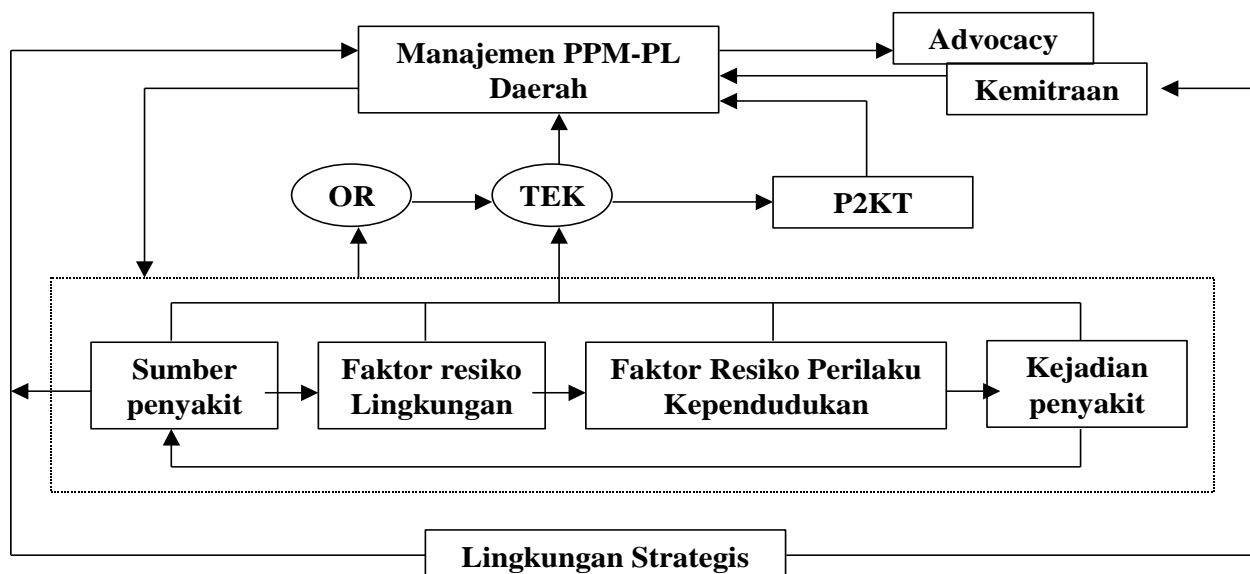 Manajemen PPM-PL
Daerah
Advocacy
Kemitraan
OR
TEK
P2KT
Sumber
penyakit
Faktor resiko
Lingkungan
Faktor Resiko Perilaku
Kependudukan
Kejadian
penyakit
Lingkungan Strategis